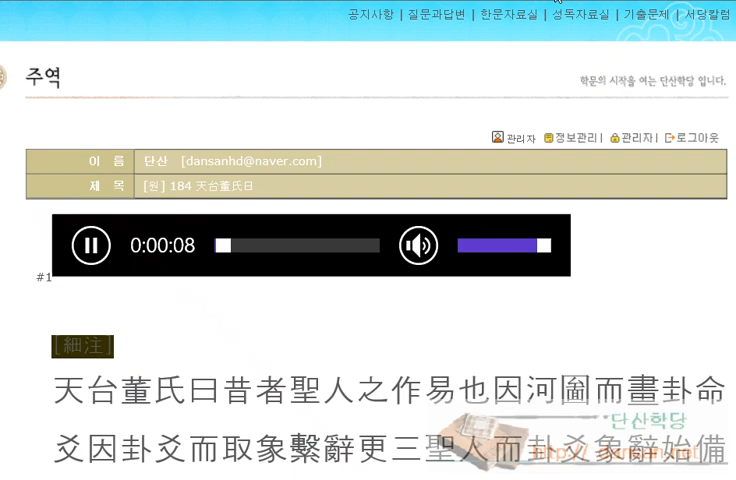 공지사항 | 질문과답변 | 한문자료실 | 성독자료실 | 기출문제 | 서당칼럼
주역
학문의 시작을 여는 단산학당 입니다.
관리자 정보관리 | 관리자 | 로그아웃
이 름 단산 [dansanhd@naver.com]
제 목 [원] 184 天台董氏曰
0:00:08
#1
[細注]
天台董氏曰昔者聖人之作易也因河圖而畫卦命
단산학당
爻因卦爻而取象繫辭更三聖人而卦爻象辭始備
http:// dansan.net